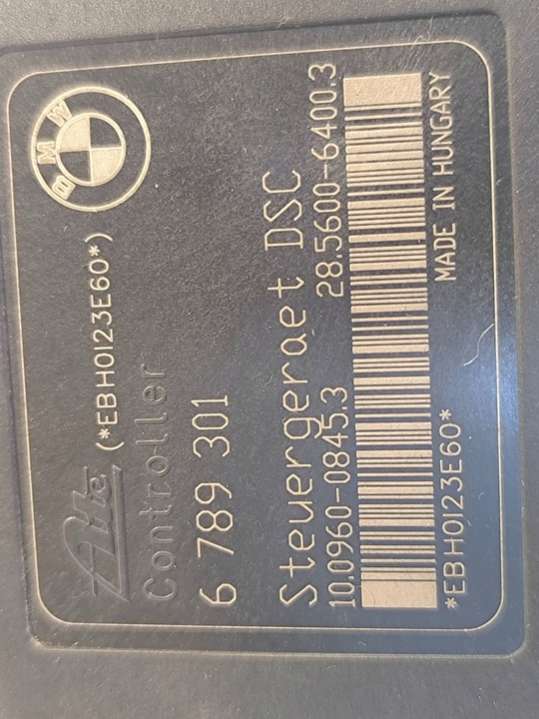 BMW
Ate (*EBH0123E60*)
Controller
6 789 301
Steuergeraet DSC
10.0960-0845.3 28.5600-6400.3
*EBH0123E60* MADE IN HUNGARY